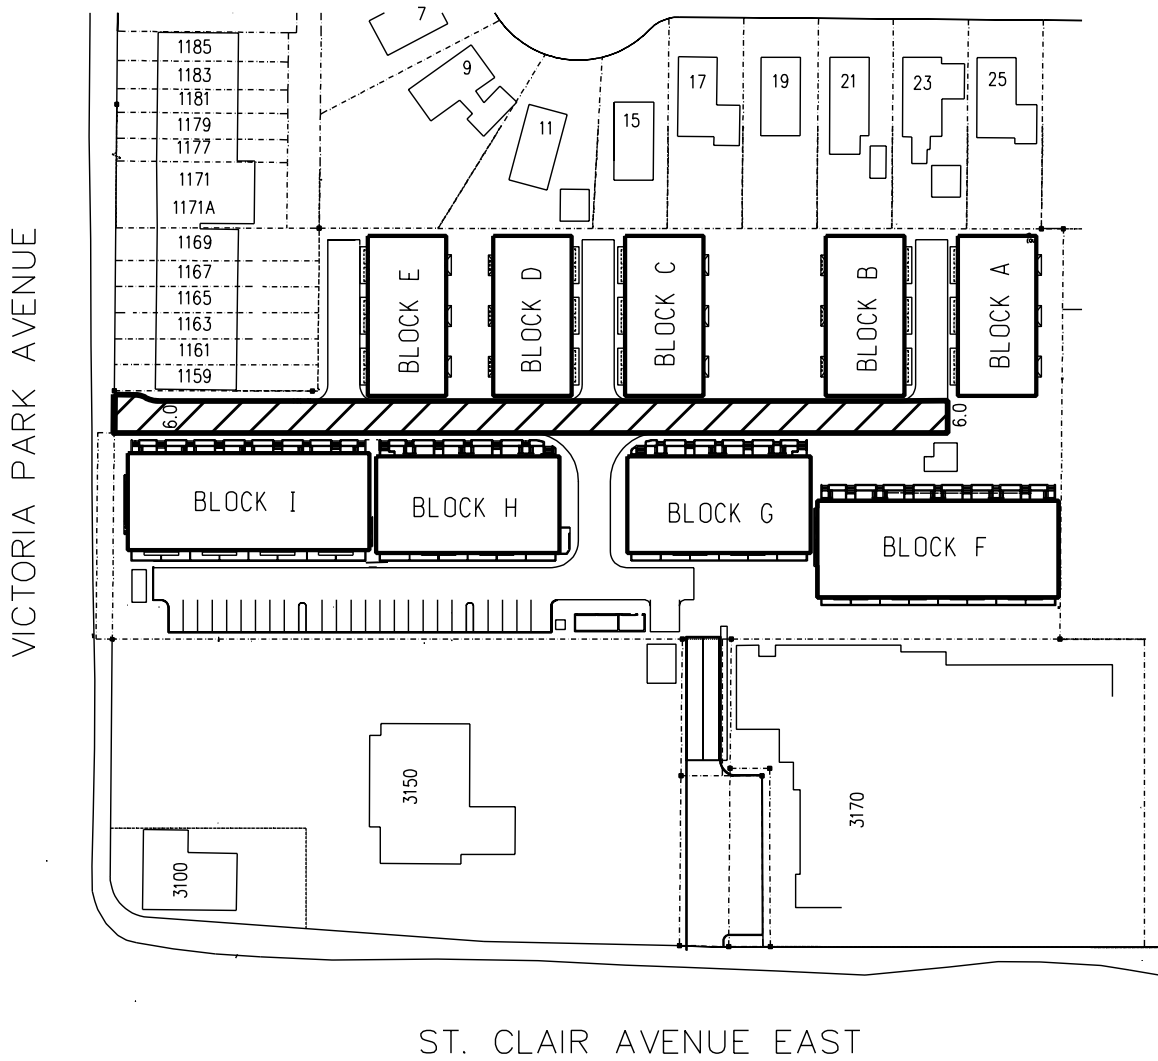 7
1185
1183
1181
1179
1177
1171
1171A
1169
1167
1165
1163
1161
1159
9
11
15
17
19
21
23
25
BLOCK E
BLOCK D
BLOCK C
BLOCK B
BLOCK A
6.0
6.0
BLOCK I
BLOCK H
BLOCK G
BLOCK F
VICTORIA PARK AVENUE
3150
3170
3100
ST. CLAIR AVENUE EAST